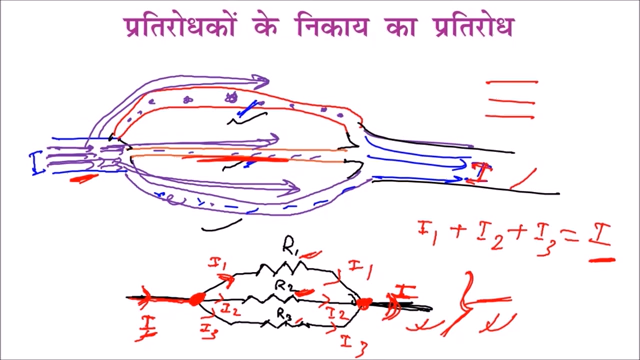 प्रतिरोधकों के निकाय का प्रतिरोध
I I
I₁ + I₂ + I₃ = I
R₁
I₁ I₁
R₂
I I₂ I₂ I
R₃
I₃ I₃